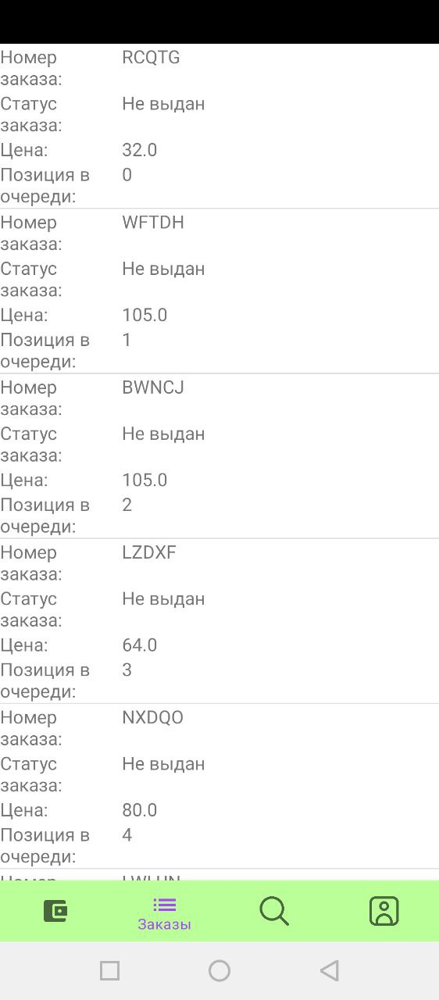 Номер RCQTG
заказа:
Статус Не выдан
заказа:
Цена: 32.0
Позиция в 0
очереди:
Номер WFTDH
заказа:
Статус Не выдан
заказа:
Цена: 105.0
Позиция в 1
очереди:
Номер BWNCJ
заказа:
Статус Не выдан
заказа:
Цена: 105.0
Позиция в 2
очереди:
Номер LZDXF
заказа:
Статус Не выдан
заказа:
Цена: 64.0
Позиция в 3
очереди:
Номер NXDQO
заказа:
Статус Не выдан
заказа:
Цена: 80.0
Позиция в 4
очереди:
Номер
Заказы